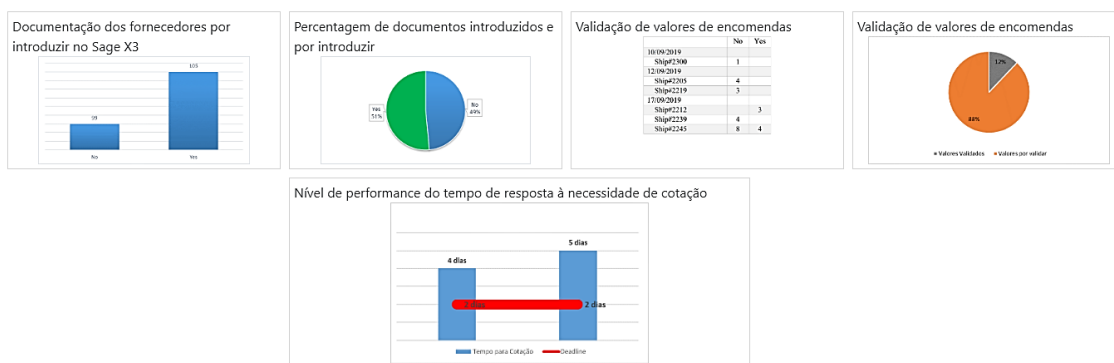 Documentação dos fornecedores por
introduzir no Sage X3
105
99
No
Yes
Percentagem de documentos introduzidos e
por introduzir
Yes
51%
No
49%
Validação de valores de encomendas
No Yes
10/09/2019
Ship#2300 1
12/09/2019
Ship#2205 4
Ship#2219 3
17/09/2019
Ship#2212 3
Ship#2239 4
Ship#2245 8 4
Validação de valores de encomendas
12%
88%
Valores Validados Valores por validar
Nível de performance do tempo de resposta à necessidade de cotação
5 dias
4 dias
2 dias
2 dias
Tempo para Cotação Deadline